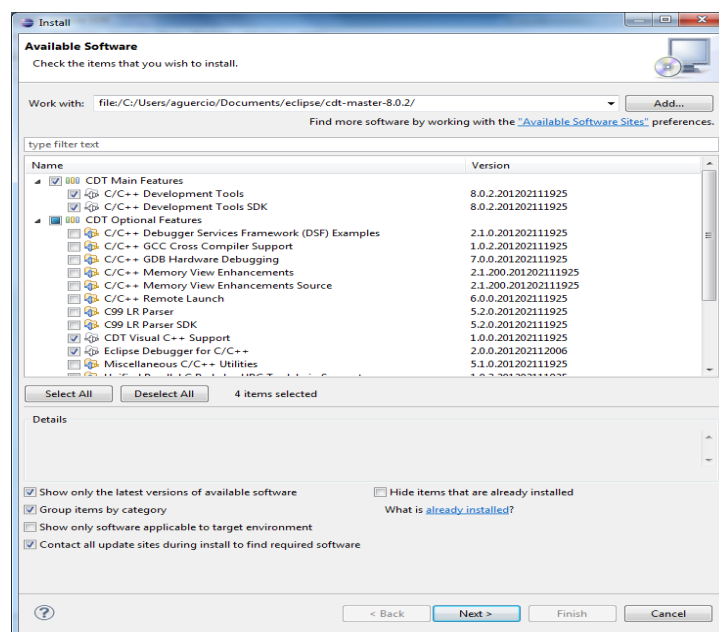 Install
Available Software
Check the items that you wish to install.
Work with: file:/C:/Users/aguercio/Documents/eclipse/cdt-master-8.0.2/ Add...
Find more software by working with the "Available Software Sites" preferences.
type filter text
Name Version
CDT Main Features
C/C++ Development Tools 8.0.2.201202111925
C/C++ Development Tools SDK 8.0.2.201202111925
CDT Optional Features
C/C++ Debugger Services Framework (DSF) Examples 2.1.0.201202111925
C/C++ GCC Cross Compiler Support 1.0.2.201202111925
C/C++ GDB Hardware Debugging 7.0.0.201202111925
C/C++ Memory View Enhancements 2.1.200.201202111925
C/C++ Memory View Enhancements Source 2.1.200.201202111925
C/C++ Remote Launch 6.0.0.201202111925
C99 LR Parser 5.2.0.201202111925
C99 LR Parser SDK 5.2.0.201202111925
CDT Visual C++ Support 1.0.0.201202111925
Eclipse Debugger for C/C++ 2.0.0.201202112006
Miscellaneous C/C++ Utilities 5.1.0.201202111925
Select All Deselect All 4 items selected
Details
Show only the latest versions of available software Hide items that are already installed
Group items by category What is already installed?
Show only software applicable to target environment
Contact all update sites during install to find required software
< Back Next > Finish Cancel